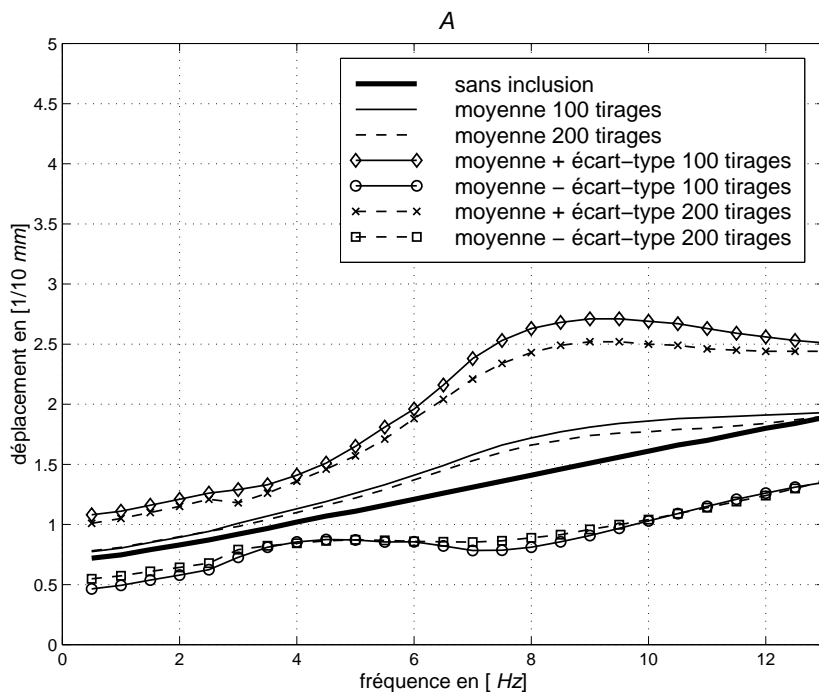 A
5
4.5
4
3.5
3
2.5
2
1.5
1
0.5
0
déplacement en [1/10 mm]
sans inclusion
moyenne 100 tirages
moyenne 200 tirages
moyenne + écart−type 100 tirages
moyenne − écart−type 100 tirages
moyenne + écart−type 200 tirages
moyenne − écart−type 200 tirages
0 2 4 6 8 10 12
fréquence en [ Hz]